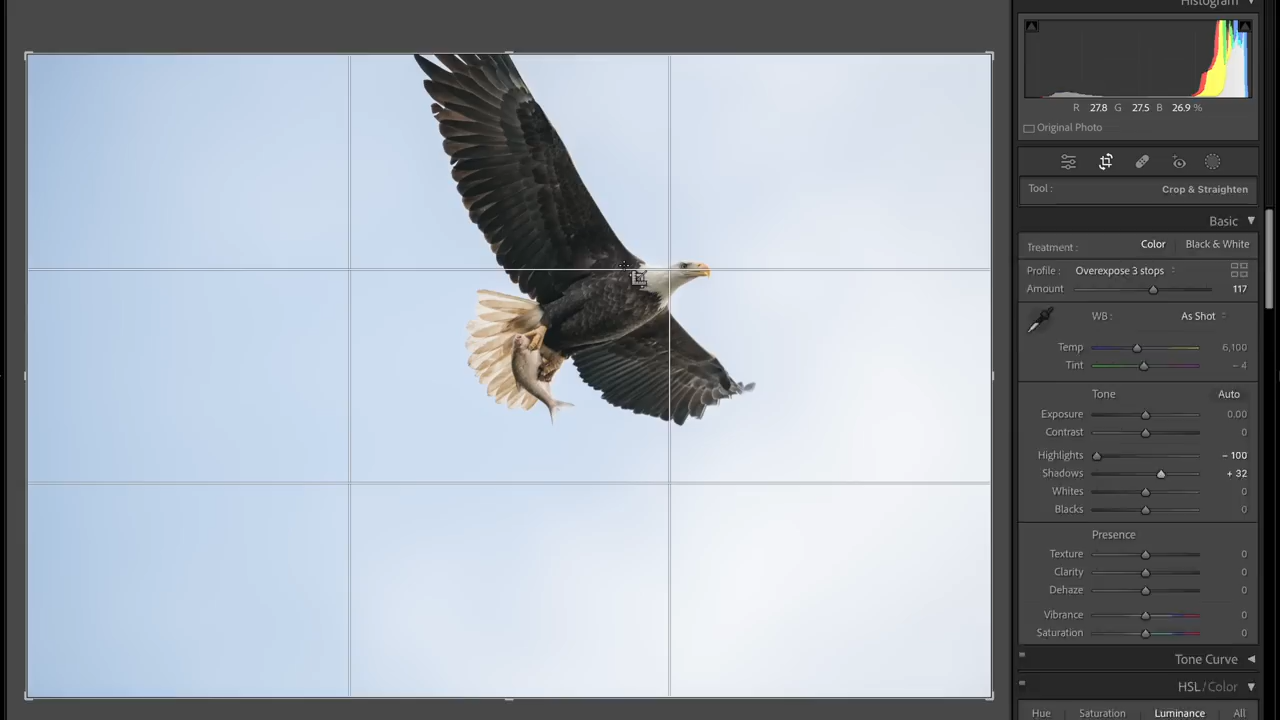 Histogram
R 27.8 G 27.5 B 26.9 %
Original Photo
Tool : Crop & Straighten
Basic
Treatment : Color Black & White
Profile : Overexpose 3 stops
Amount 117
WB : As Shot
Temp 6,100
Tint – 4
Tone Auto
Exposure 0.00
Contrast 0
Highlights – 100
Shadows + 32
Whites 0
Blacks 0
Presence
Texture 0
Clarity 0
Dehaze 0
Vibrance 0
Saturation 0
Tone Curve
HSL / Color
Hue Saturation Luminance All